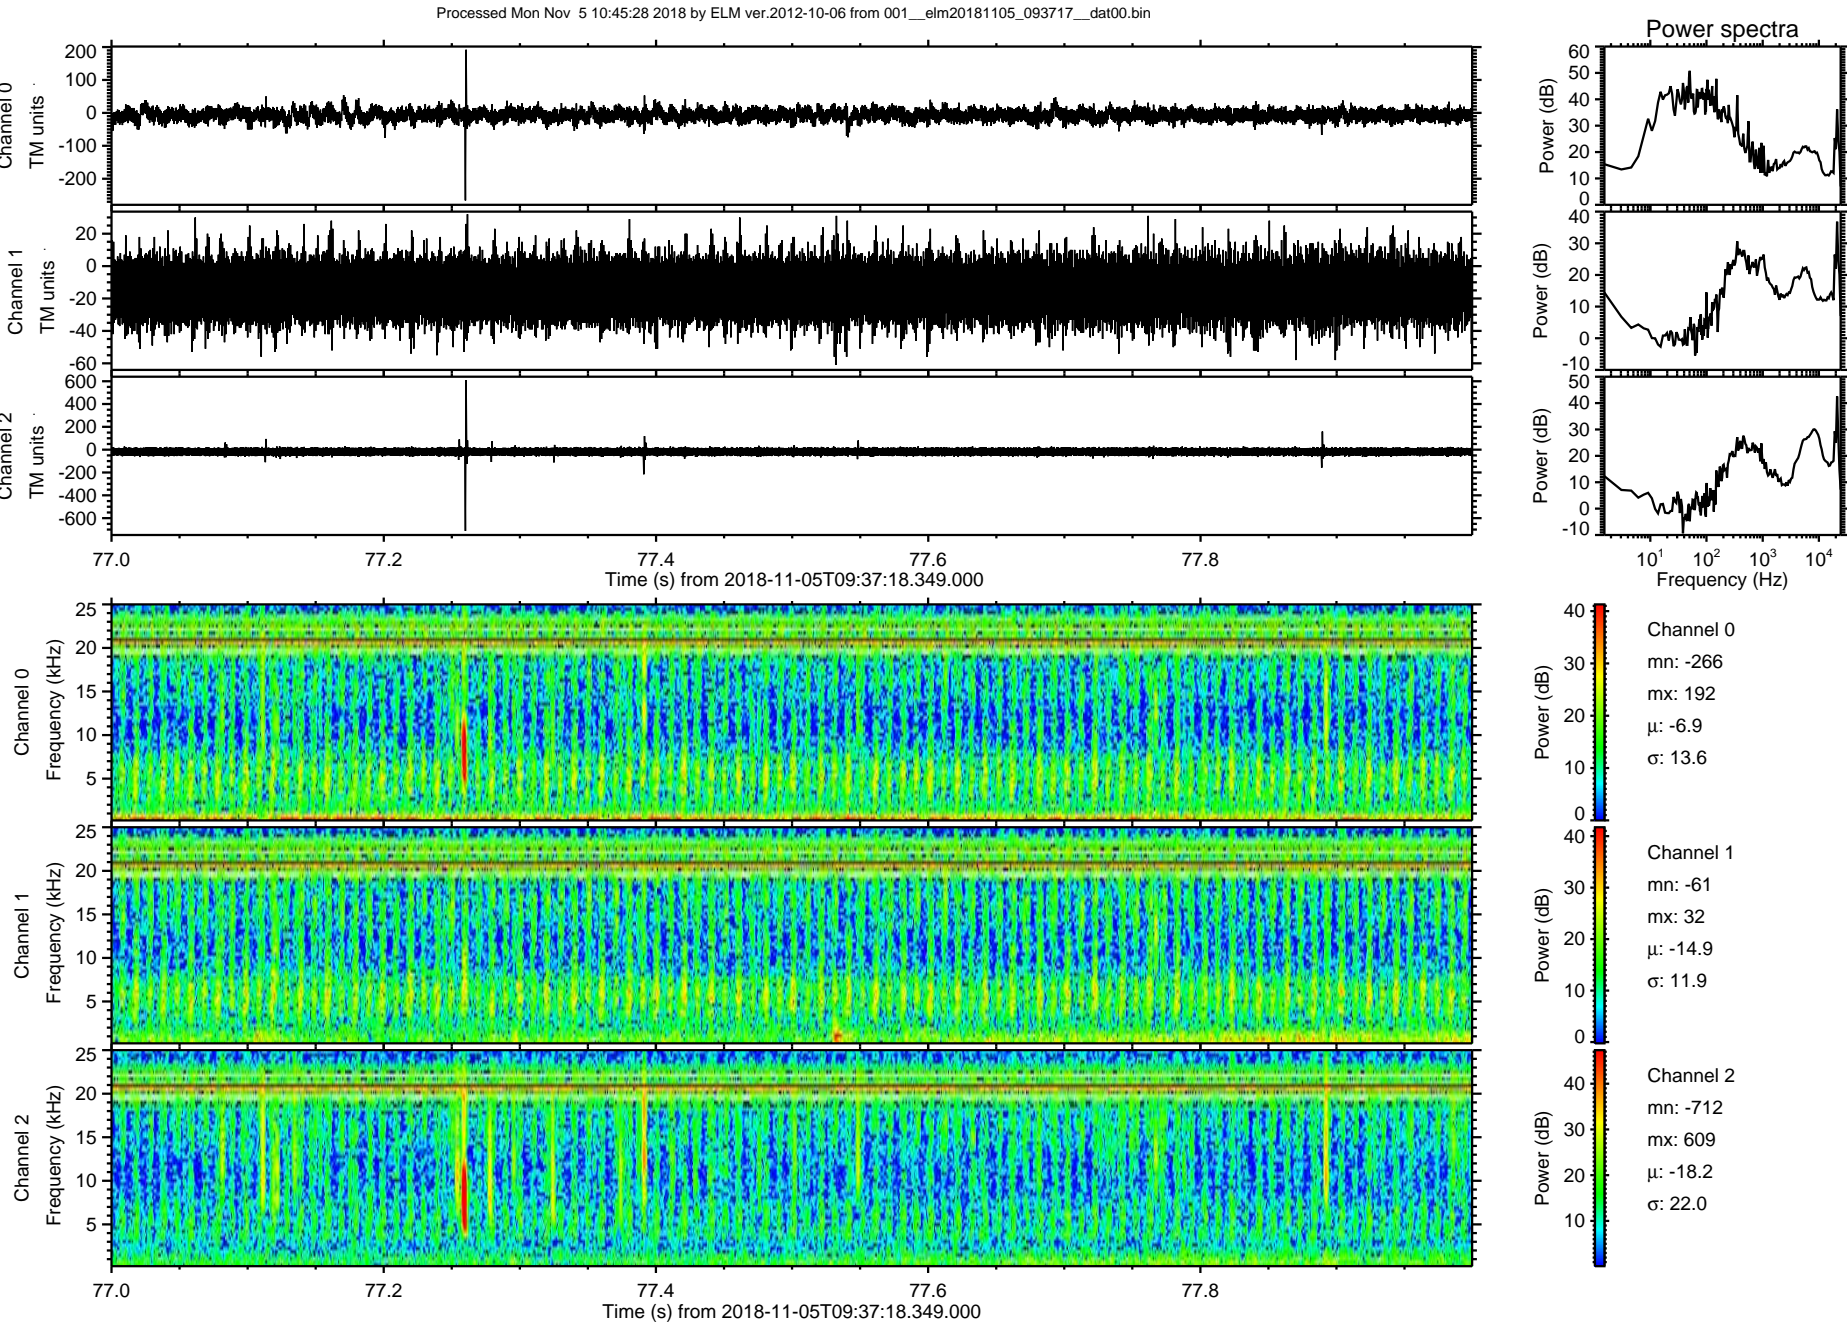 Processed Mon Nov  5 10:45:28 2018 by ELM ver.2012-10-06 from 001__elm20181105_093717__dat00.bin
Power spectra
Channel 0
TM units
200
100
0
-100
-200
Power (dB)
60
50
40
30
20
10
0
Channel 1
TM units
20
0
-20
-40
-60
Power (dB)
40
30
20
10
0
-10
Channel 2
TM units
600
400
200
0
-200
-400
-600
Power (dB)
50
40
30
20
10
0
-10
77.0 77.2 77.4 77.6 77.8
Time (s) from 2018-11-05T09:37:18.349.000
10¹ 10² 10³ 10⁴
Frequency (Hz)
Channel 0
Frequency (kHz)
25
20
15
10
5
Power (dB)
40
30
20
10
0
Channel 0
mn: -266
mx: 192
μ: -6.9
σ: 13.6
Channel 1
Frequency (kHz)
25
20
15
10
5
Power (dB)
40
30
20
10
0
Channel 1
mn: -61
mx: 32
μ: -14.9
σ: 11.9
Channel 2
Frequency (kHz)
25
20
15
10
5
Power (dB)
40
30
20
10
Channel 2
mn: -712
mx: 609
μ: -18.2
σ: 22.0
77.0 77.2 77.4 77.6 77.8
Time (s) from 2018-11-05T09:37:18.349.000